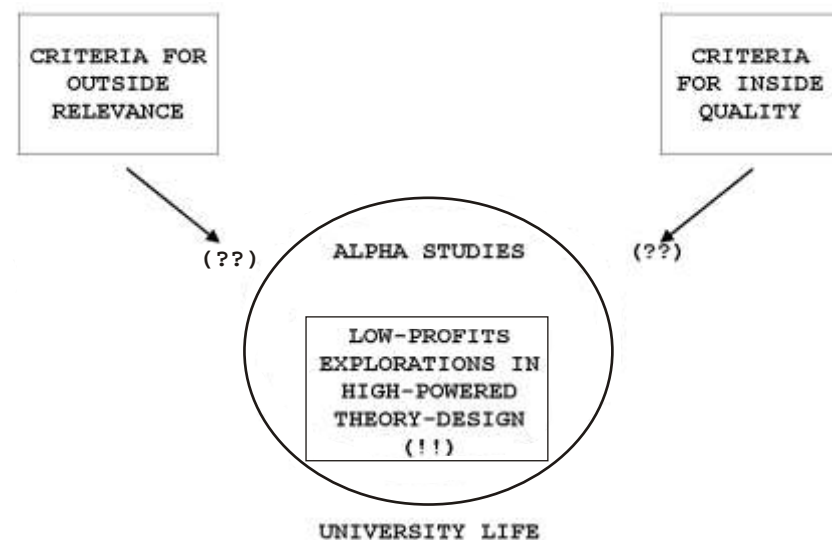 CRITERIA FOR
OUTSIDE
RELEVANCE
CRITERIA
FOR INSIDE
QUALITY
(??)
ALPHA STUDIES
(??)
LOW-PROFITS
EXPLORATIONS IN
HIGH-POWERED
THEORY-DESIGN
(!!)
UNIVERSITY LIFE